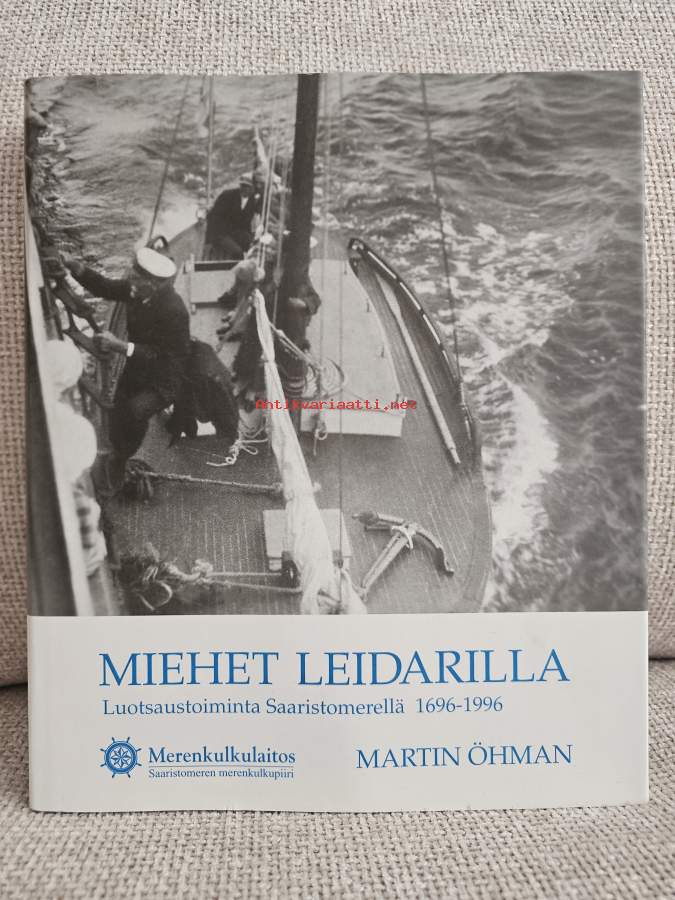 Antikvariaatti.net
MIEHET LEIDARILLA
Luotsaustoiminta Saaristomerellä 1696-1996
Merenkulkulaitos
Saaristomeren merenkulkupiiri
MARTIN ÖHMAN